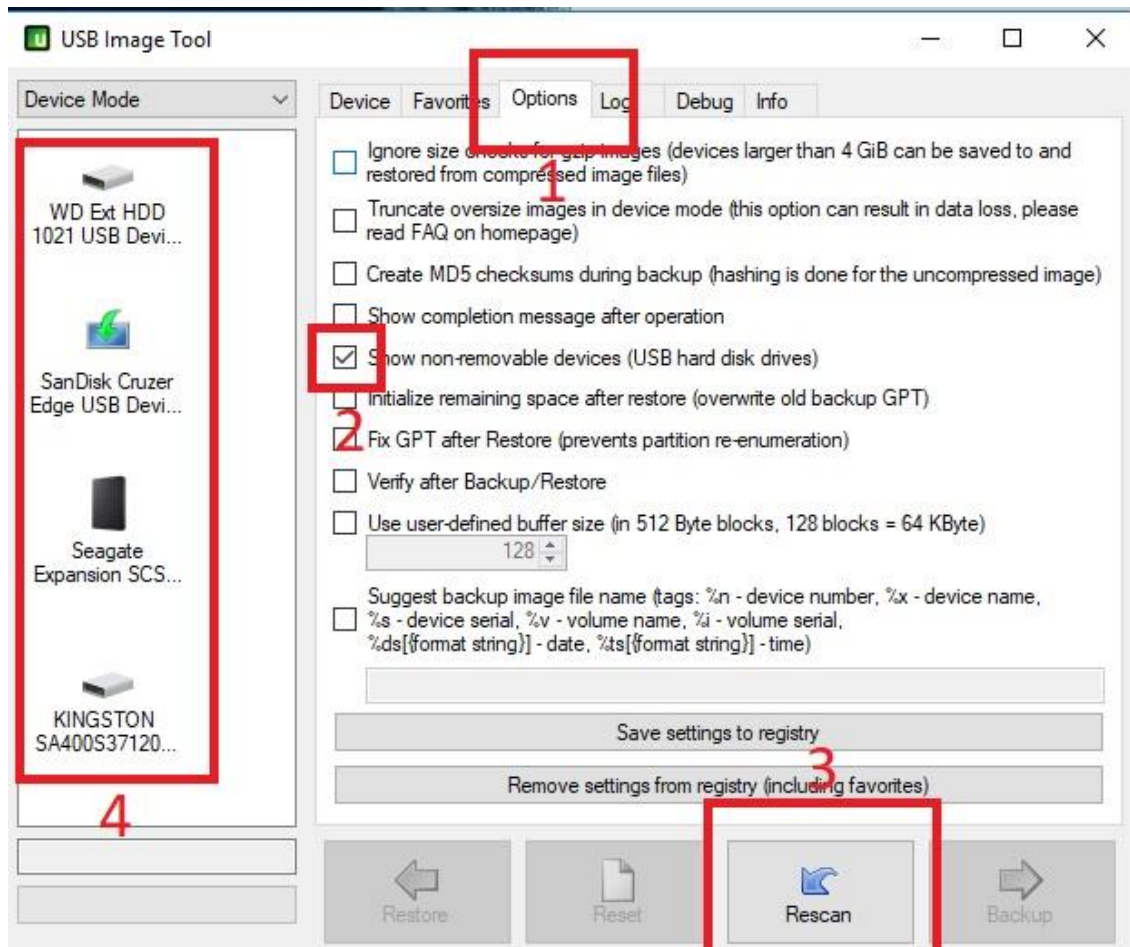 USB Image Tool
Device Mode
Device Favorites Options Log Debug Info
1
WD Ext HDD
1021 USB Devi...
SanDisk Cruzer
Edge USB Devi...
Seagate
Expansion SCS...
KINGSTON
SA400S37120...
4
Ignore size checks for gzip images (devices larger than 4 GiB can be saved to and
restored from compressed image files)
Truncate oversize images in device mode (this option can result in data loss, please
read FAQ on homepage)
Create MD5 checksums during backup (hashing is done for the uncompressed image)
Show completion message after operation
Show non-removable devices (USB hard disk drives)
2
Initialize remaining space after restore (overwrite old backup GPT)
Fix GPT after Restore (prevents partition re-enumeration)
Verify after Backup/Restore
Use user-defined buffer size (in 512 Byte blocks, 128 blocks = 64 KByte)
128
Suggest backup image file name (tags: %n - device number, %x - device name,
%s - device serial, %v - volume name, %i - volume serial,
%ds[{format string}] - date, %ts[{format string}] - time)
Save settings to registry
Remove settings from registry (including favorites)
3
Restore
Reset
Rescan
Backup